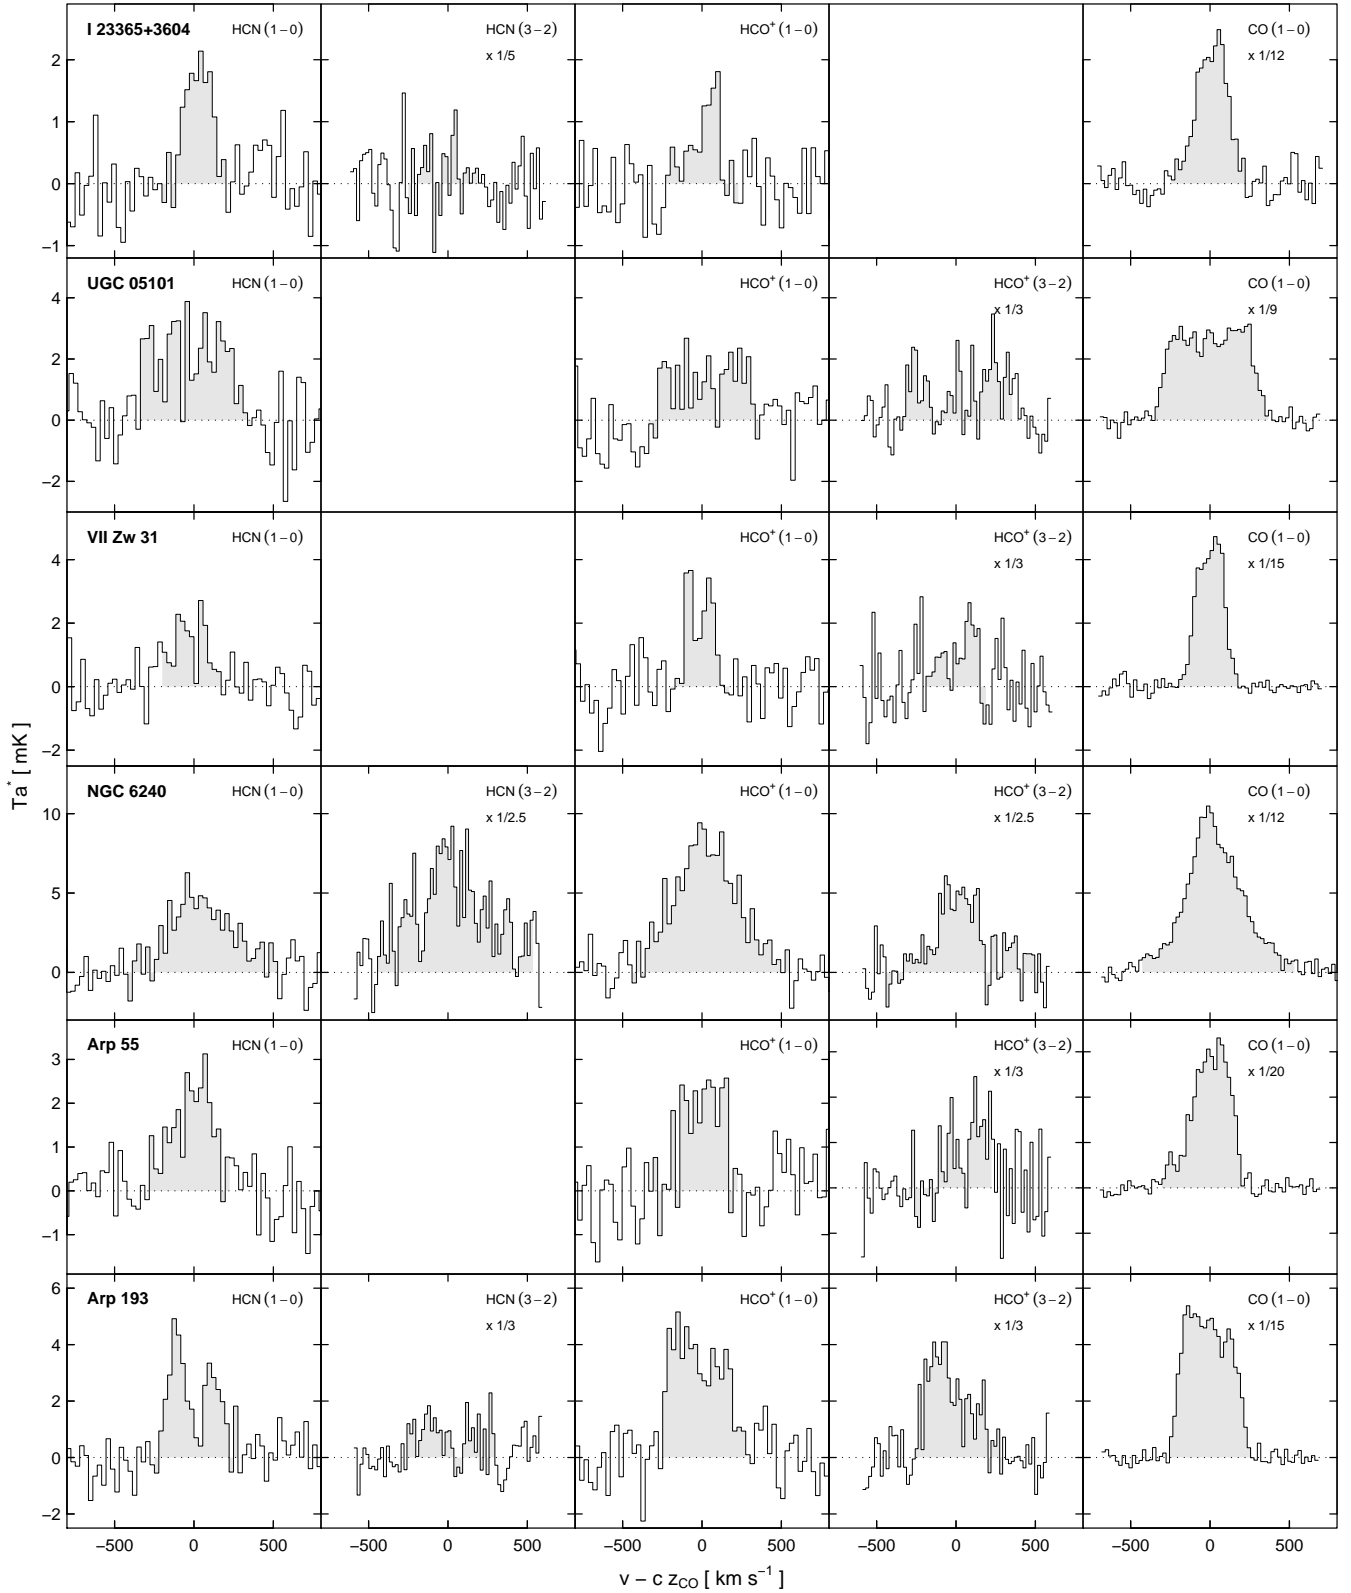 I 23365+3604 HCN (1−0) HCN (3−2) HCO⁺ (1−0) CO (1−0)
x 1/5 x 1/12
2
1
0
−1
UGC 05101 HCN (1−0) HCO⁺ (1−0) HCO⁺ (3−2) CO (1−0)
x 1/3 x 1/9
4
2
0
−2
VII Zw 31 HCN (1−0) HCO⁺ (1−0) HCO⁺ (3−2) CO (1−0)
x 1/3 x 1/15
4
2
0
−2
Ta* [ mK ]
NGC 6240 HCN (1−0) HCN (3−2) HCO⁺ (1−0) HCO⁺ (3−2) CO (1−0)
x 1/2.5 x 1/2.5 x 1/12
10
5
0
Arp 55 HCN (1−0) HCO⁺ (1−0) HCO⁺ (3−2) CO (1−0)
x 1/3 x 1/20
3
2
1
0
−1
Arp 193 HCN (1−0) HCN (3−2) HCO⁺ (1−0) HCO⁺ (3−2) CO (1−0)
x 1/3 x 1/3 x 1/15
6
4
2
0
−2
−500 0 500 −500 0 500 −500 0 500 −500 0 500 −500 0 500
v − c z_CO [ km s⁻¹ ]